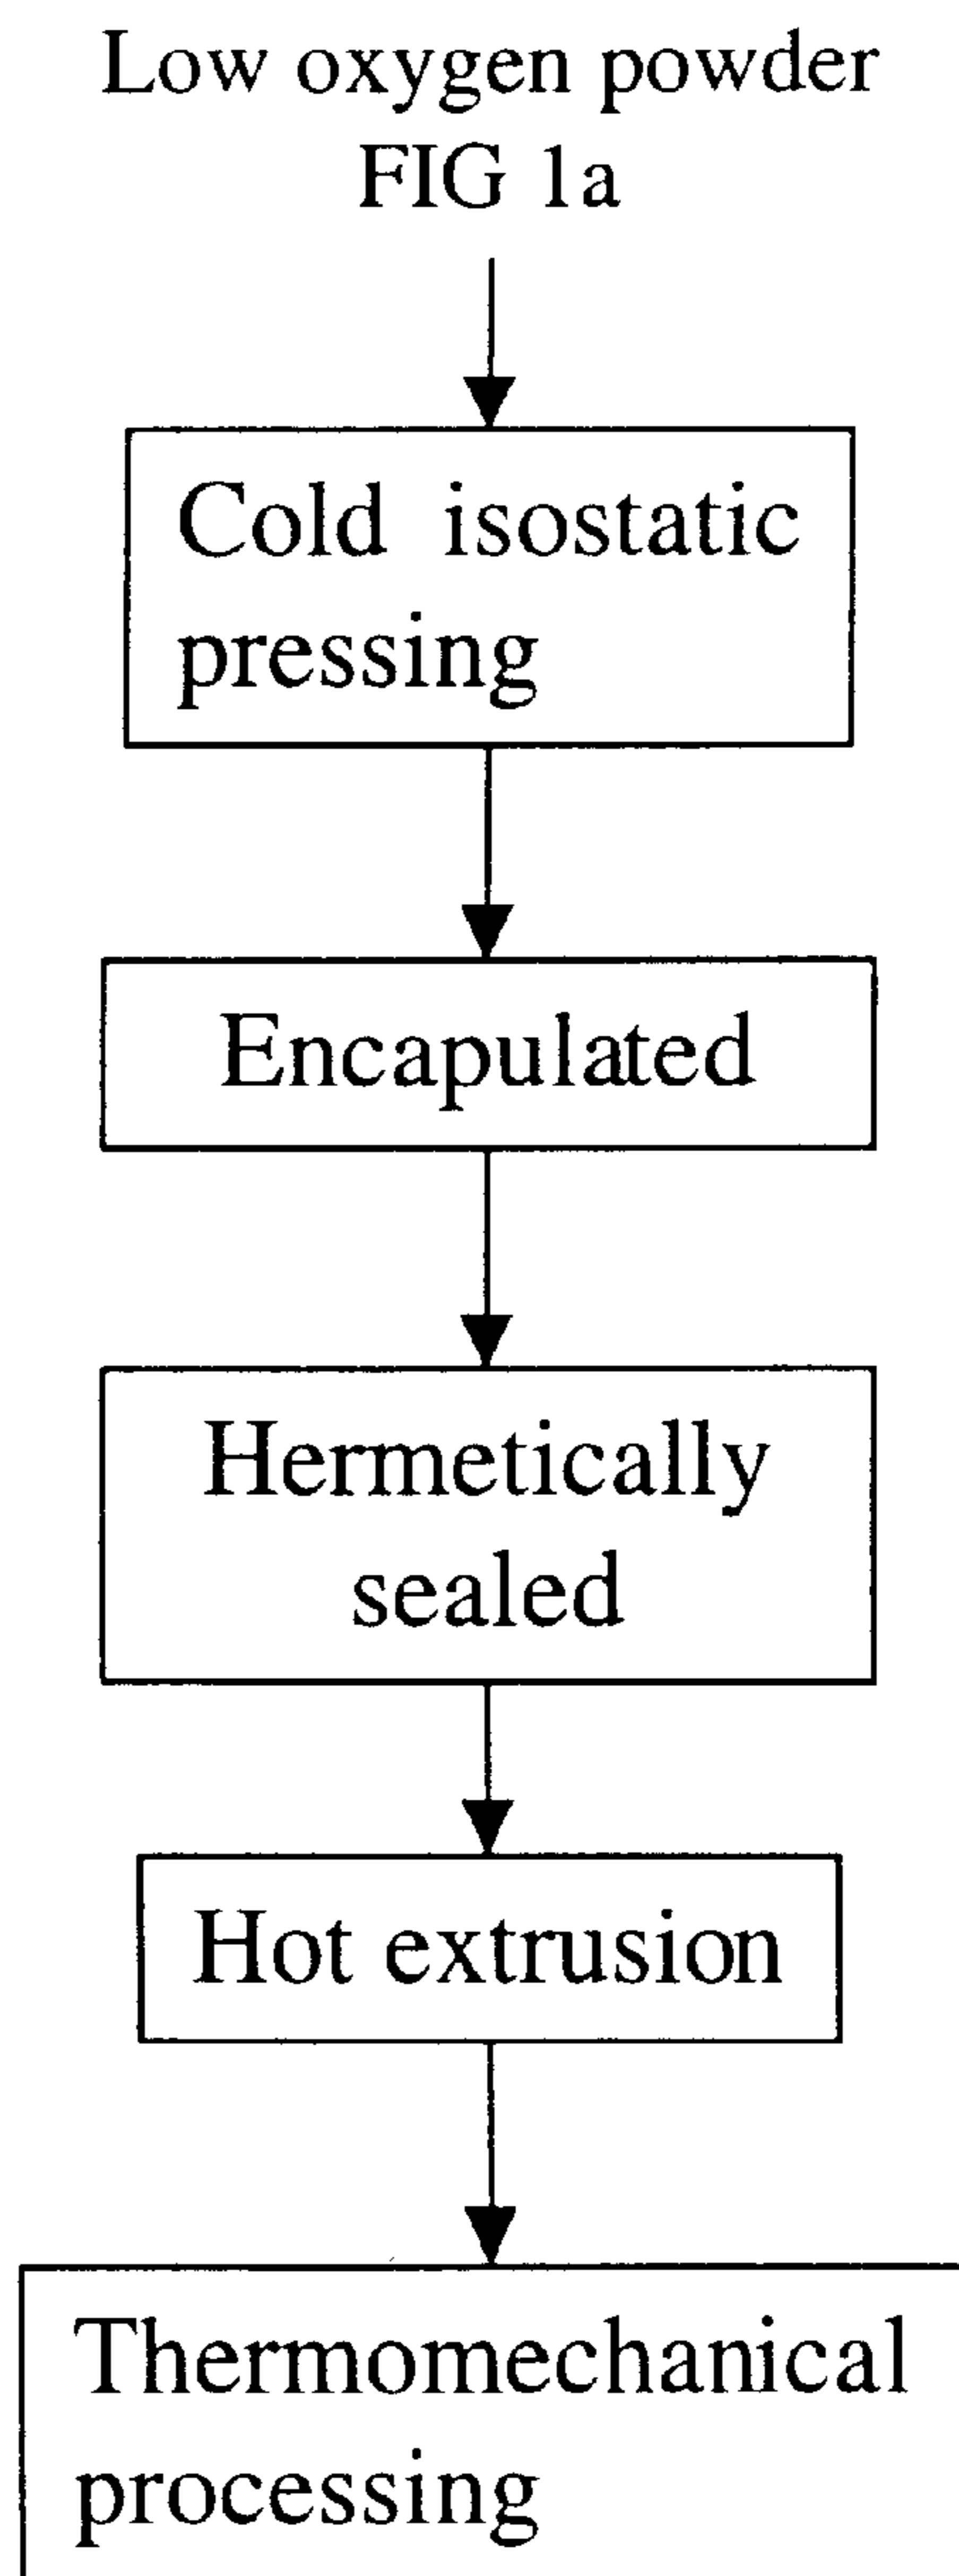 Low oxygen powder
FIG 1a
Cold isostatic
pressing
Encapulated
Hermetically
sealed
Hot extrusion
Thermomechanical
processing